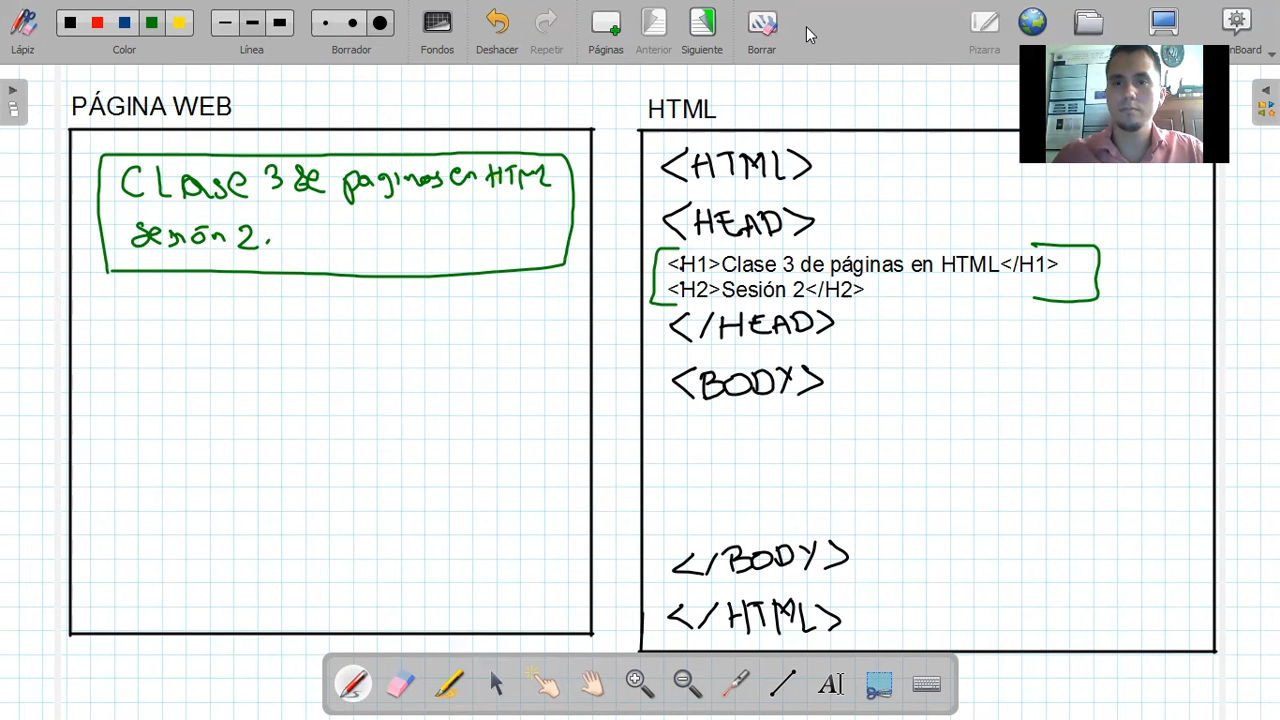 Lápiz
Color
Línea
Borrador
Fondos
Deshacer
Repetir
Páginas
Anterior
Siguiente
Borrar
Pizarra
nBoard
PÁGINA WEB
CLase 3 de paginas en HTML
Sesión 2.
HTML
<HTML>
<HEAD>
<H1>Clase 3 de páginas en HTML</H1>
<H2>Sesión 2</H2>
</HEAD>
<BODY>
</BODY>
</HTML>